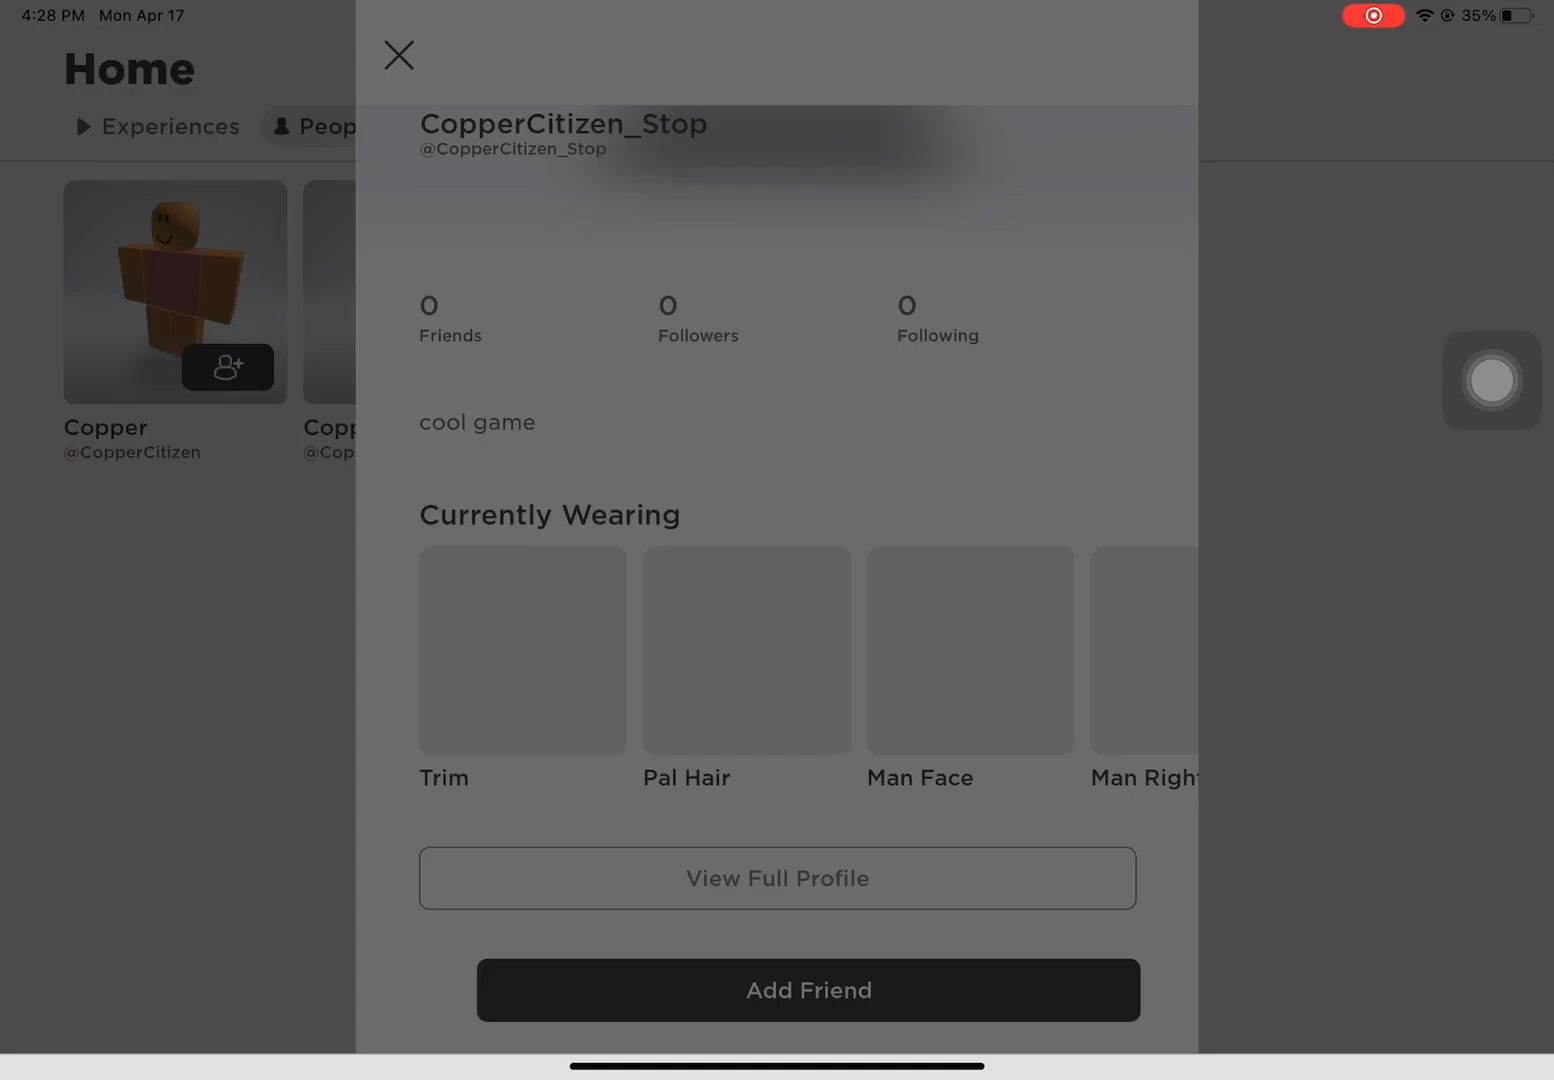 4:28 PM Mon Apr 17
35%
Home
Experiences
Peop
CopperCitizen_Stop
@CopperCitizen_Stop
0
Friends
0
Followers
0
Following
Copper
@CopperCitizen
Copp
@Cop
cool game
Currently Wearing
Trim
Pal Hair
Man Face
Man Right
View Full Profile
Add Friend